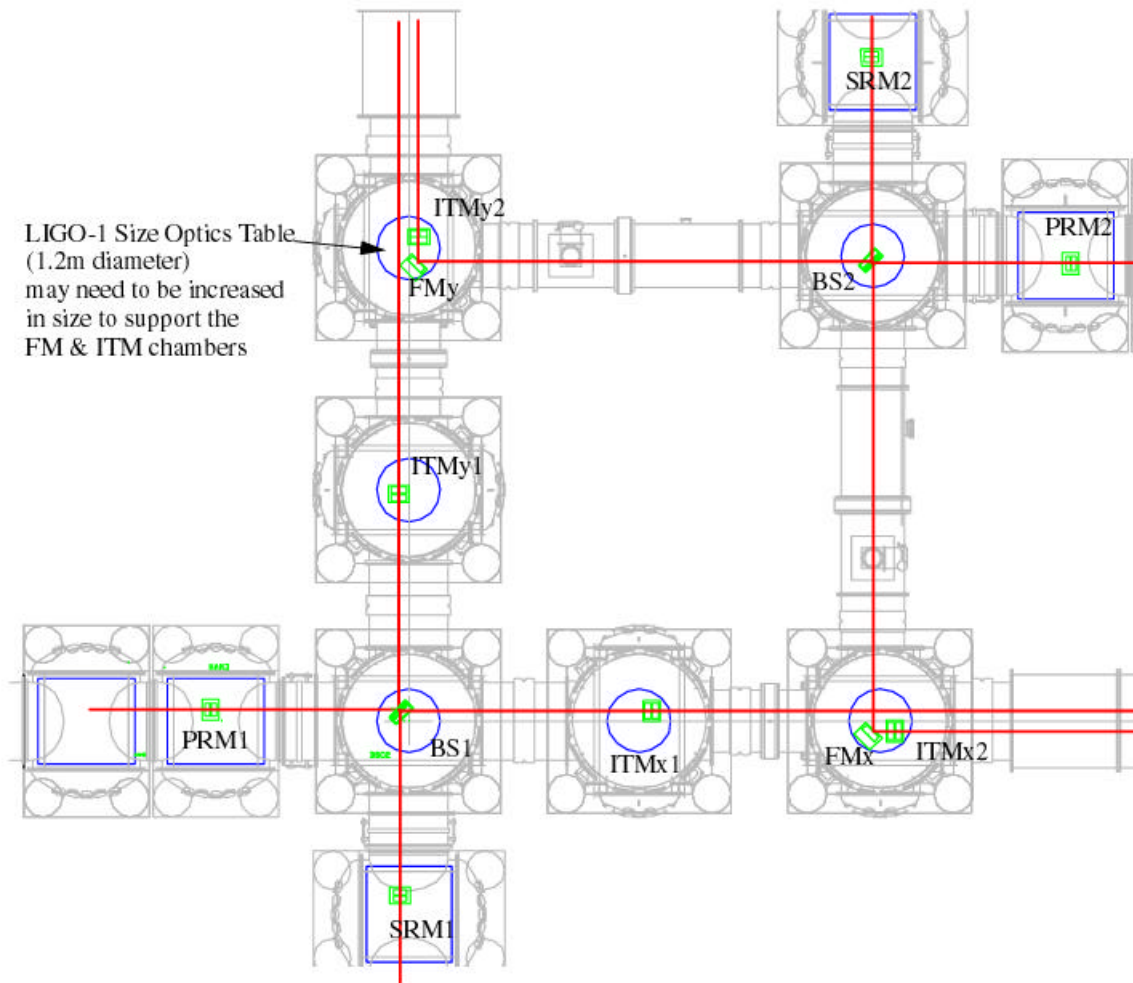 SRM2
ITMy2
LIGO-1 Size Optics Table
(1.2m diameter)
may need to be increased
in size to support the
FM & ITM chambers
PRM2
FMy
BS2
ITMy1
PRM1
BS1
ITMx1
FMx
ITMx2
SRM1